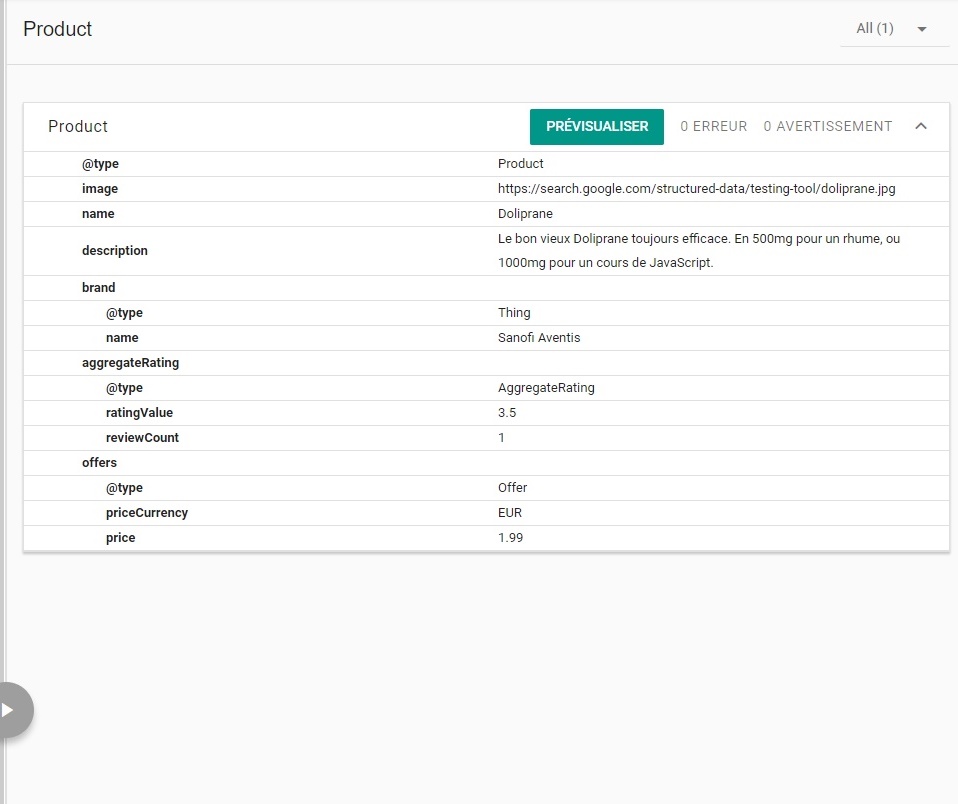 Product
All (1)
Product
PRÉVISUALISER
0 ERREUR
0 AVERTISSEMENT
@type Product
image https://search.google.com/structured-data/testing-tool/doliprane.jpg
name Doliprane
description Le bon vieux Doliprane toujours efficace. En 500mg pour un rhume, ou
1000mg pour un cours de JavaScript.
brand
@type Thing
name Sanofi Aventis
aggregateRating
@type AggregateRating
ratingValue 3.5
reviewCount 1
offers
@type Offer
priceCurrency EUR
price 1.99